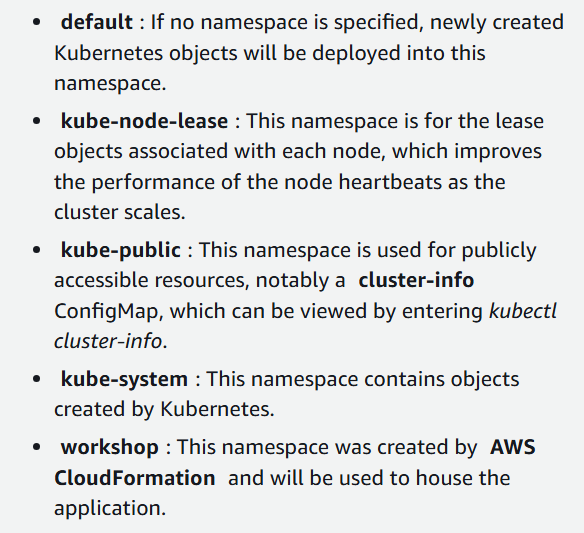 • default : If no namespace is specified, newly created
Kubernetes objects will be deployed into this
namespace.
• kube-node-lease : This namespace is for the lease
objects associated with each node, which improves
the performance of the node heartbeats as the
cluster scales.
• kube-public : This namespace is used for publicly
accessible resources, notably a cluster-info
ConfigMap, which can be viewed by entering kubectl
cluster-info.
• kube-system : This namespace contains objects
created by Kubernetes.
• workshop : This namespace was created by AWS
CloudFormation and will be used to house the
application.